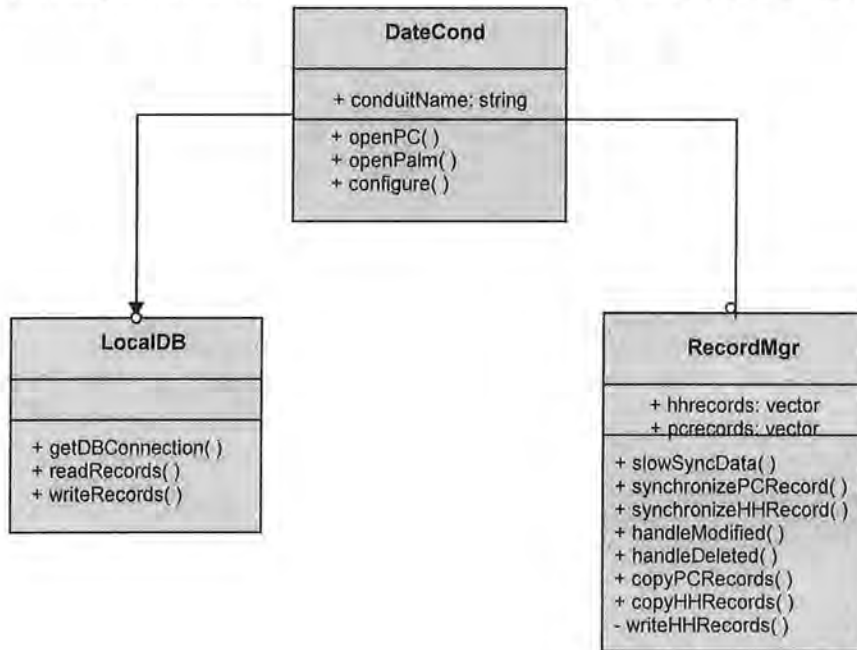 DateCond
+ conduitName: string
+ openPC( )
+ openPalm( )
+ configure( )
LocalDB
+ getDBConnection( )
+ readRecords( )
+ writeRecords( )
RecordMgr
+ hhrecords: vector
+ pcrecords: vector
+ slowSyncData( )
+ synchronizePCRecord( )
+ synchronizeHHRecord( )
+ handleModified( )
+ handleDeleted( )
+ copyPCRecords( )
+ copyHHRecords( )
- writeHHRecords( )